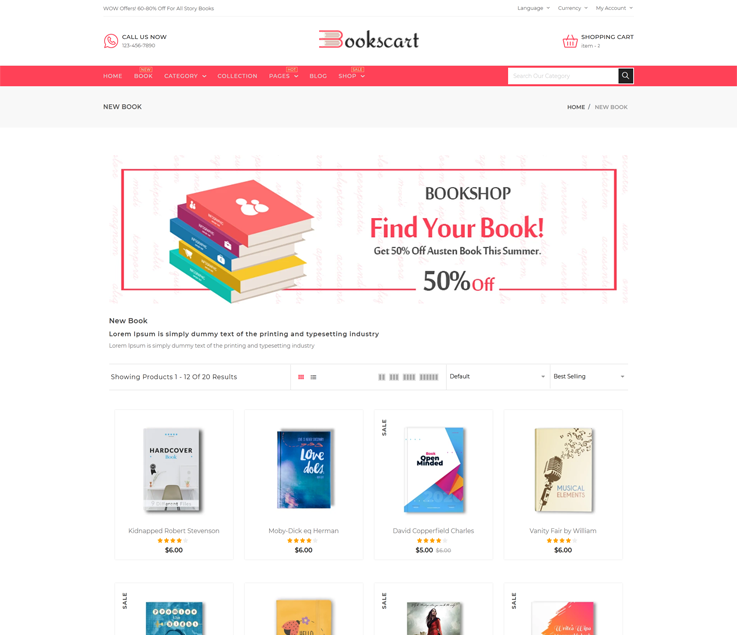 WOW Offers! 60-80% Off For All Story Books
Language
Currency
My Account
CALL US NOW
123-456-7890
Bookscart
SHOPPING CART
item - 2
HOME
BOOK
NEW
CATEGORY
COLLECTION
PAGES
HOT
BLOG
SHOP
SALE
Search Our Category
NEW BOOK
HOME / NEW BOOK
BOOKSHOP
Find Your Book!
Get 50% Off Austen Book This Summer.
50% Off
New Book
Lorem Ipsum is simply dummy text of the printing and typesetting industry
Lorem Ipsum is simply dummy text of the printing and typesetting industry
Showing Products 1 - 12 Of 20 Results
Default
Best Selling
HARDCOVER
Book
Love
does
SALE
Book
Open
Minded
MUSICAL
ELEMENTS
Kidnapped Robert Stevenson
$6.00
Moby-Dick eq Herman
$6.00
David Copperfield Charles
$5.00 $6.00
Vanity Fair by William
$6.00
SALE
HELLO
SALE
SALE